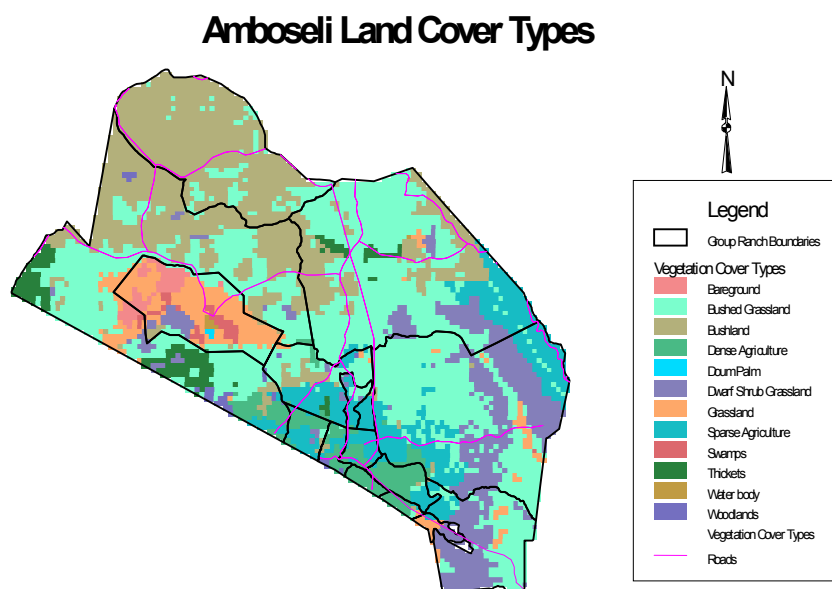 Amboseli Land Cover Types
N
Legend
Group Ranch Boundaries
Vegetation Cover Types
Bareground
Bushed Grassland
Bushland
Dense Agriculture
Doum Palm
Dwarf Shrub Grassland
Grassland
Sparse Agriculture
Swamps
Thickets
Water body
Woodlands
Vegetation Cover Types
Roads